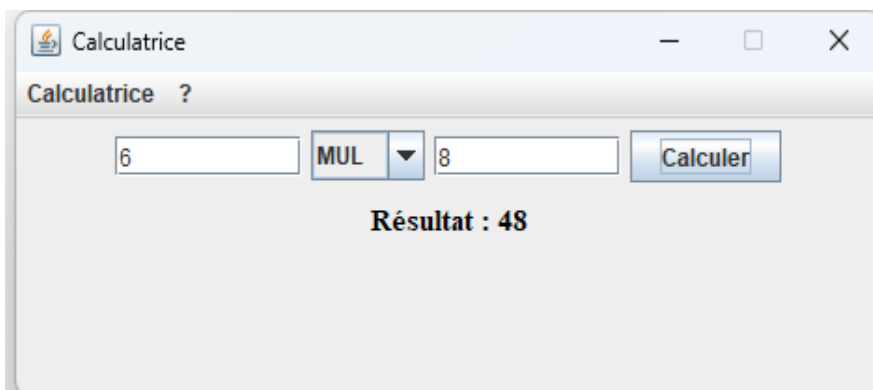 Calculatrice
Calculatrice ?
6 MUL 8 Calculer
Résultat : 48